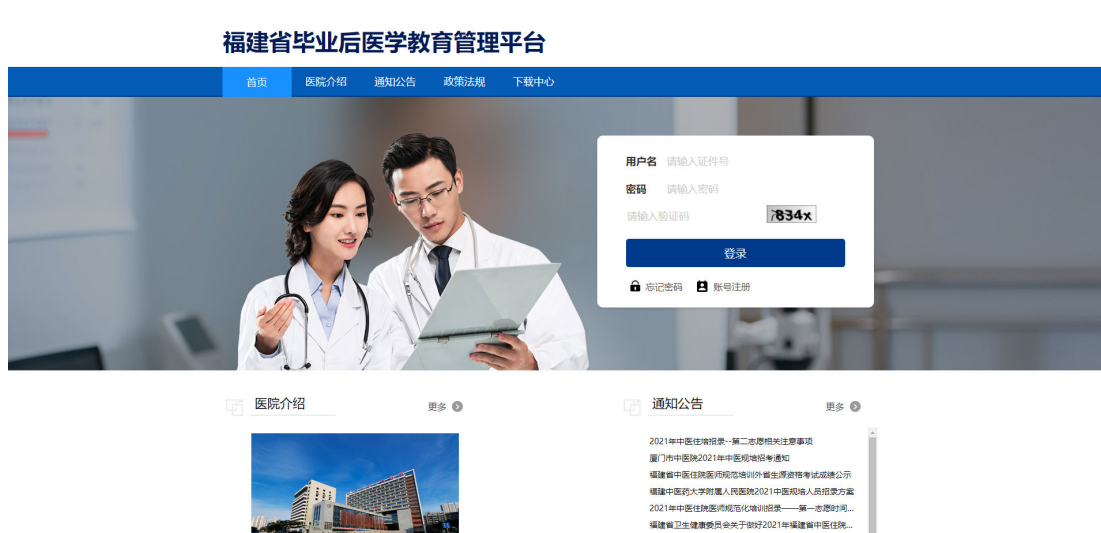 福建省毕业后医学教育管理平台
首页 医院介绍 通知公告 政策法规 下载中心
用户名 请输入证件号
密码 请输入密码
请输入验证码 7834x
登录
忘记密码 账号注册
医院介绍 更多
通知公告 更多
2021年中医住培招录--第二志愿相关注意事项
厦门市中医院2021年中医规培招考通知
福建省中医住院医师规范培训外省生源资格考试成绩公示
福建中医药大学附属人民医院2021中医规培人员招录方案
2021年中医住院医师规范化培训招录——第一志愿时间...
福建省卫生健康委员会关于做好2021年福建省中医住院...